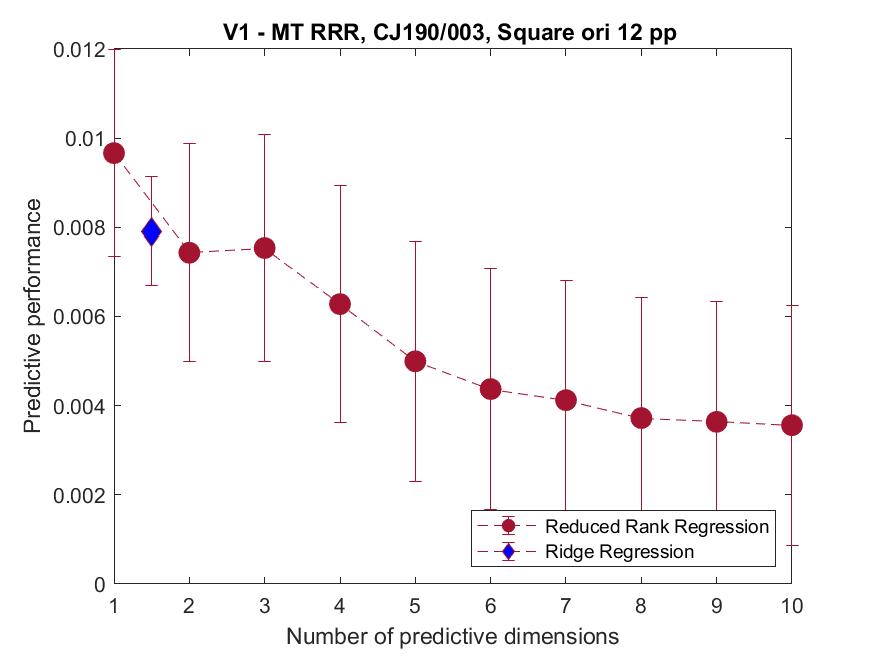 V1 - MT RRR, CJ190/003, Square ori 12 pp
0.012
0.01
0.008
0.006
0.004
0.002
0
Predictive performance
Reduced Rank Regression
Ridge Regression
1 2 3 4 5 6 7 8 9 10
Number of predictive dimensions